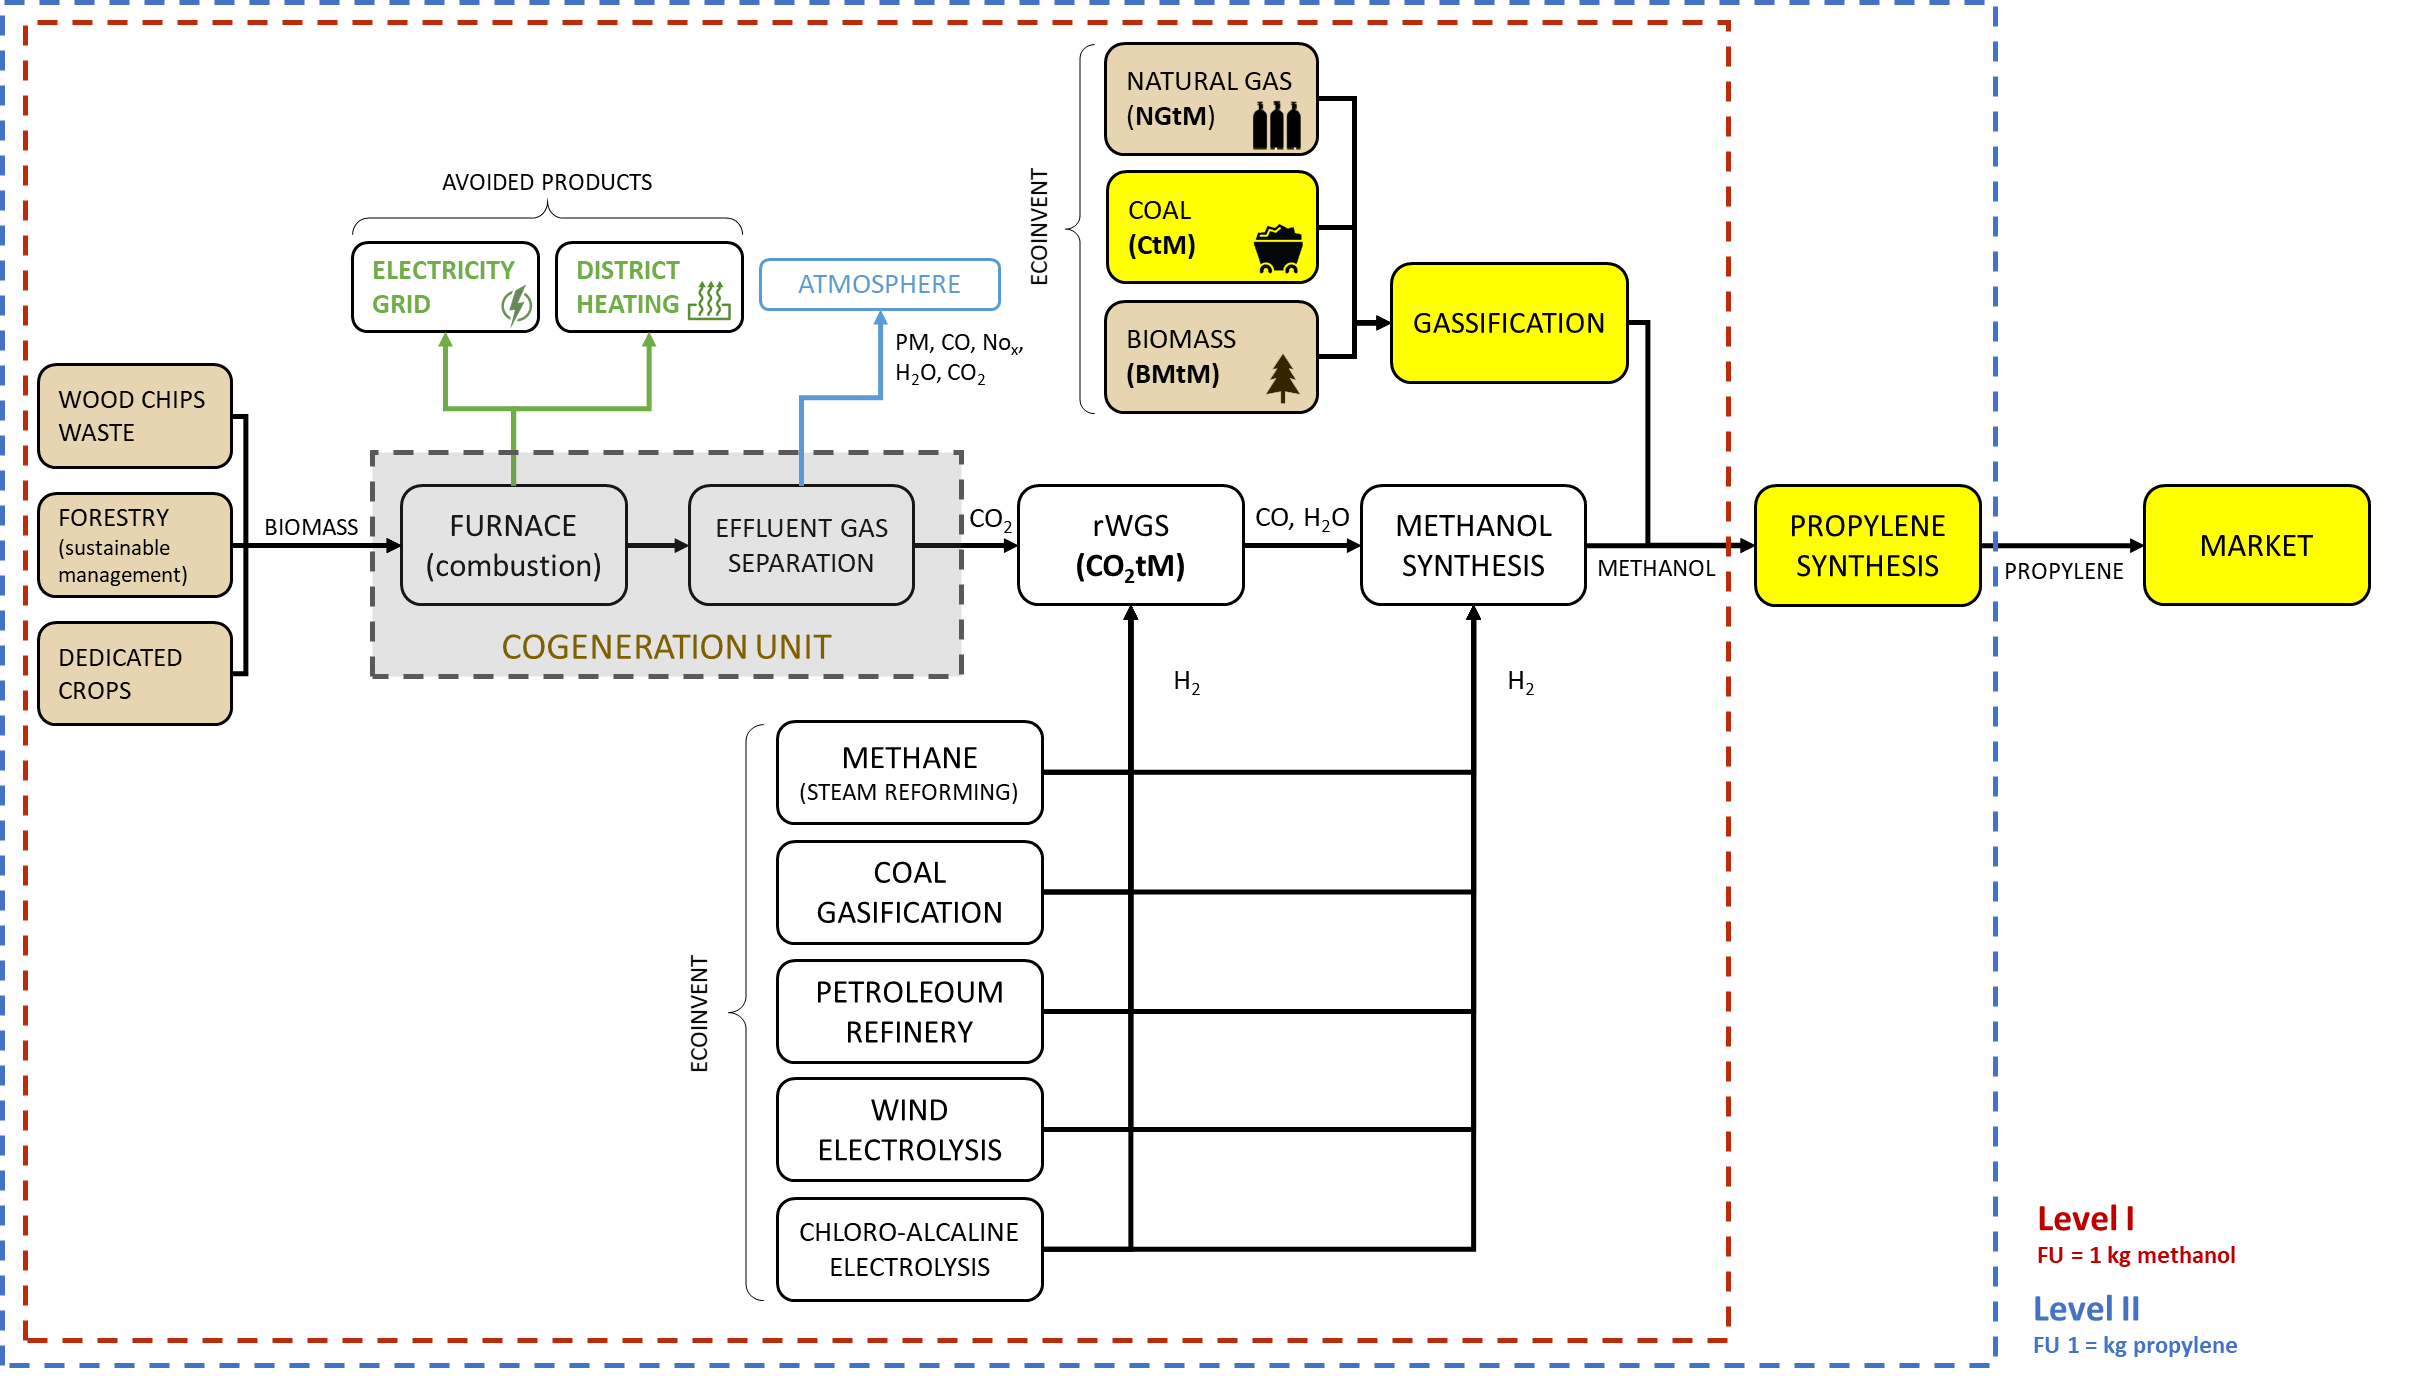 NATURAL GAS
(NGtM)
COAL
(CtM)
BIOMASS
(BMtM)
ECOINVENT
GASSIFICATION
AVOIDED PRODUCTS
ELECTRICITY
GRID
DISTRICT
HEATING
ATMOSPHERE
PM, CO, Noₓ,
H₂O, CO₂
WOOD CHIPS
WASTE
FORESTRY
(sustainable
management)
DEDICATED
CROPS
BIOMASS
FURNACE
(combustion)
EFFLUENT GAS
SEPARATION
COGENERATION UNIT
CO₂
rWGS
(CO₂tM)
CO, H₂O
METHANOL
SYNTHESIS
METHANOL
PROPYLENE
SYNTHESIS
PROPYLENE
MARKET
H₂
H₂
ECOINVENT
METHANE
(STEAM REFORMING)
COAL
GASIFICATION
PETROLEOUM
REFINERY
WIND
ELECTROLYSIS
CHLORO-ALCALINE
ELECTROLYSIS
Level I
FU = 1 kg methanol
Level II
FU 1 = kg propylene